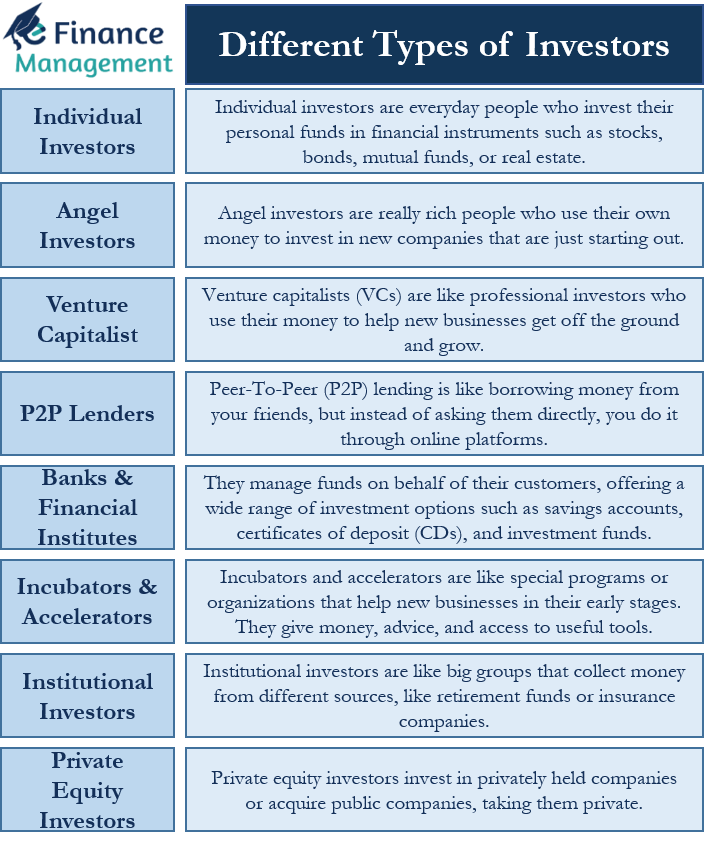 eFinance
Management
Different Types of Investors
Individual
Investors
Individual investors are everyday people who invest their
personal funds in financial instruments such as stocks,
bonds, mutual funds, or real estate.
Angel
Investors
Angel investors are really rich people who use their own
money to invest in new companies that are just starting out.
Venture
Capitalist
Venture capitalists (VCs) are like professional investors who
use their money to help new businesses get off the ground
and grow.
P2P Lenders
Peer-To-Peer (P2P) lending is like borrowing money from
your friends, but instead of asking them directly, you do it
through online platforms.
Banks &
Financial
Institutes
They manage funds on behalf of their customers, offering a
wide range of investment options such as savings accounts,
certificates of deposit (CDs), and investment funds.
Incubators &
Accelerators
Incubators and accelerators are like special programs or
organizations that help new businesses in their early stages.
They give money, advice, and access to useful tools.
Institutional
Investors
Institutional investors are like big groups that collect money
from different sources, like retirement funds or insurance
companies.
Private
Equity
Investors
Private equity investors invest in privately held companies
or acquire public companies, taking them private.